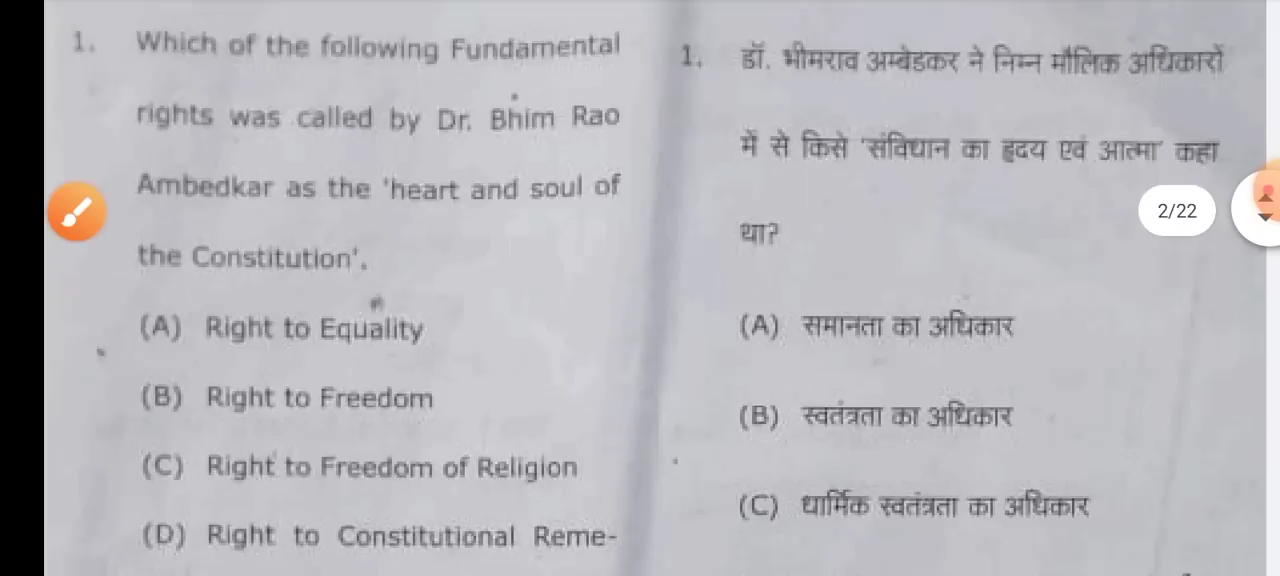 1. Which of the following Fundamental
rights was called by Dr. Bhim Rao
Ambedkar as the 'heart and soul of
the Constitution'.
(A) Right to Equality
(B) Right to Freedom
(C) Right to Freedom of Religion
(D) Right to Constitutional Reme-
1. डॉ. भीमराव अम्बेडकर ने निम्न मौलिक अधिकारों
में से किसे 'संविधान का हृदय एवं आत्मा' कहा
था?
(A) समानता का अधिकार
(B) स्वतंत्रता का अधिकार
(C) धार्मिक स्वतंत्रता का अधिकार
2/22